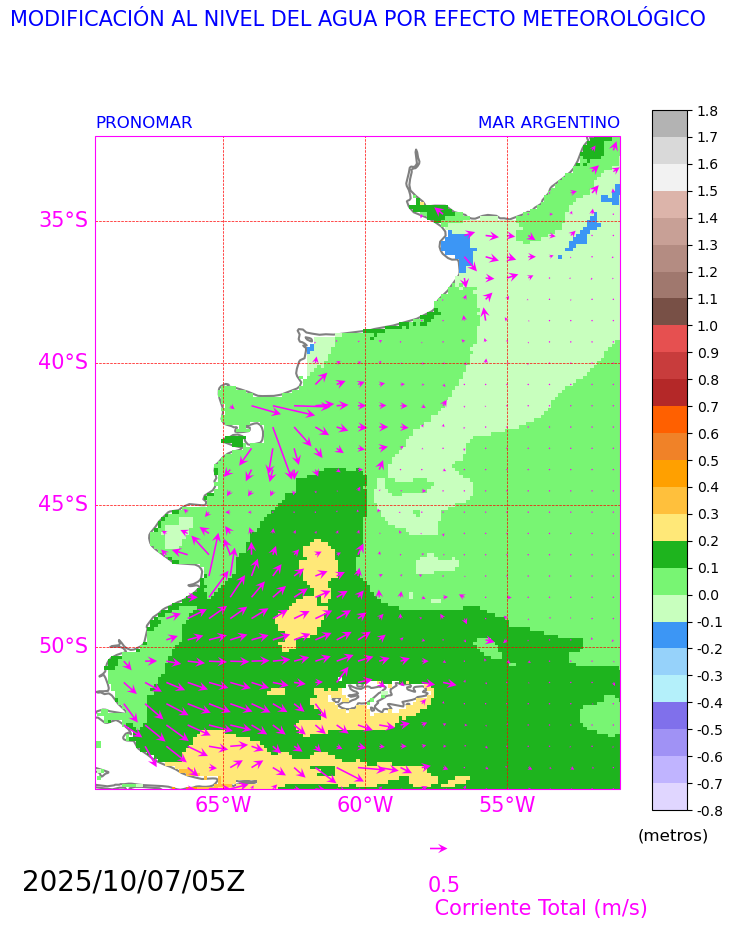 MODIFICACIÓN AL NIVEL DEL AGUA POR EFECTO METEOROLÓGICO
PRONOMAR
MAR ARGENTINO
1.8
1.7
1.6
1.5
1.4
1.3
1.2
1.1
1.0
0.9
0.8
0.7
0.6
0.5
0.4
0.3
0.2
0.1
0.0
-0.1
-0.2
-0.3
-0.4
-0.5
-0.6
-0.7
-0.8
(metros)
35°S
40°S
45°S
50°S
65°W
60°W
55°W
2025/10/07/05Z
0.5
Corriente Total (m/s)